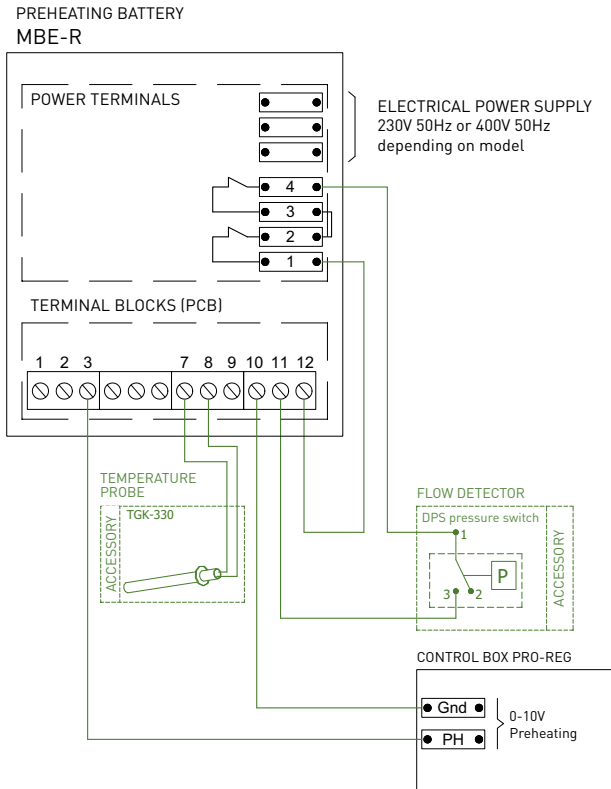 PREHEATING BATTERY
MBE-R
POWER TERMINALS
ELECTRICAL POWER SUPPLY
230V 50Hz or 400V 50Hz
depending on model
4
3
2
1
TERMINAL BLOCKS (PCB)
1 2 3 7 8 9 10 11 12
TEMPERATURE
PROBE
TGK-330
ACCESSORY
FLOW DETECTOR
DPS pressure switch
1
P
3 2
ACCESSORY
CONTROL BOX PRO-REG
Gnd
PH
0-10V
Preheating